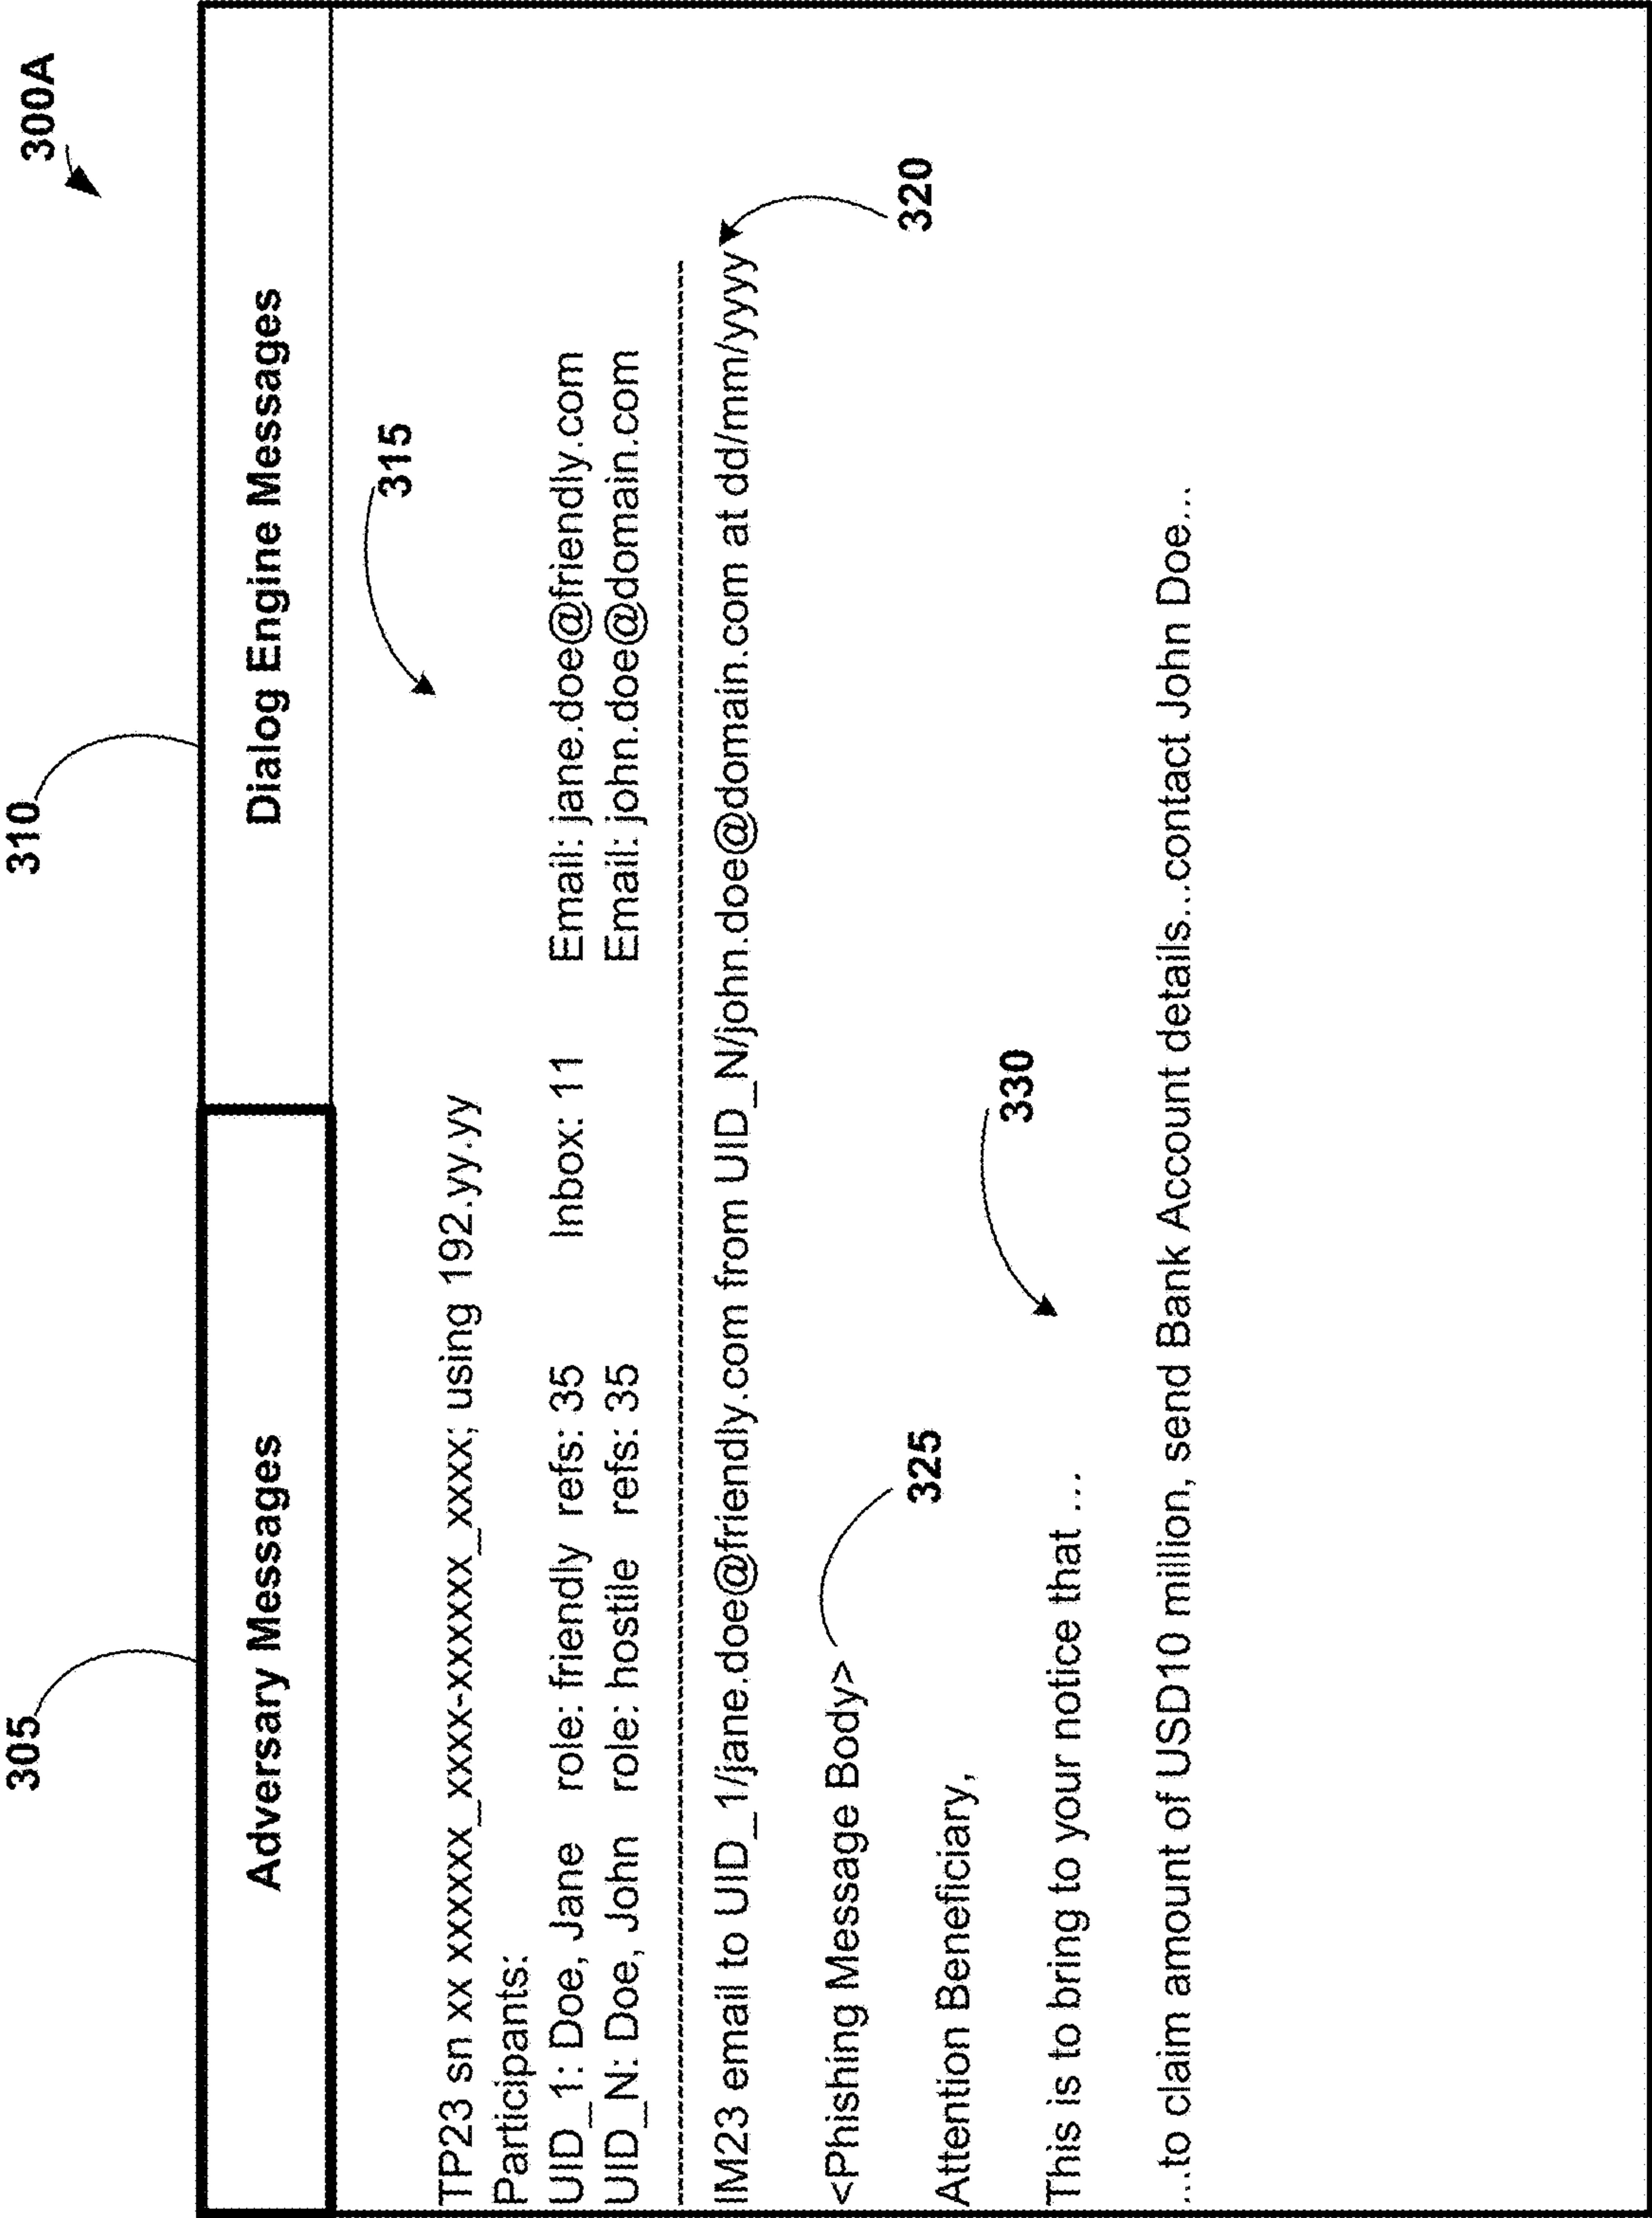 300A
305
310
Adversary Messages
Dialog Engine Messages
315
TP23 sn xx xxxxxx_xxx-xxxxxx_xxxx; using 192.yy.yy
Participants:
UID_1: Doe, Jane role: friendly refs: 35 Inbox: 11 Email: jane.doe@friendly.com
UID_N: Doe, John role: hostile refs: 35 Email: john.doe@domain.com
IM23 email to UID_1/jane.doe@friendly.com from UID_N/john.doe@domain.com at dd/mm/yyyy
320
<Phishing Message Body>
325
Attention Beneficiary,
330
This is to bring to your notice that ...
...to claim amount of USD10 million, send Bank Account details...contact John Doe...